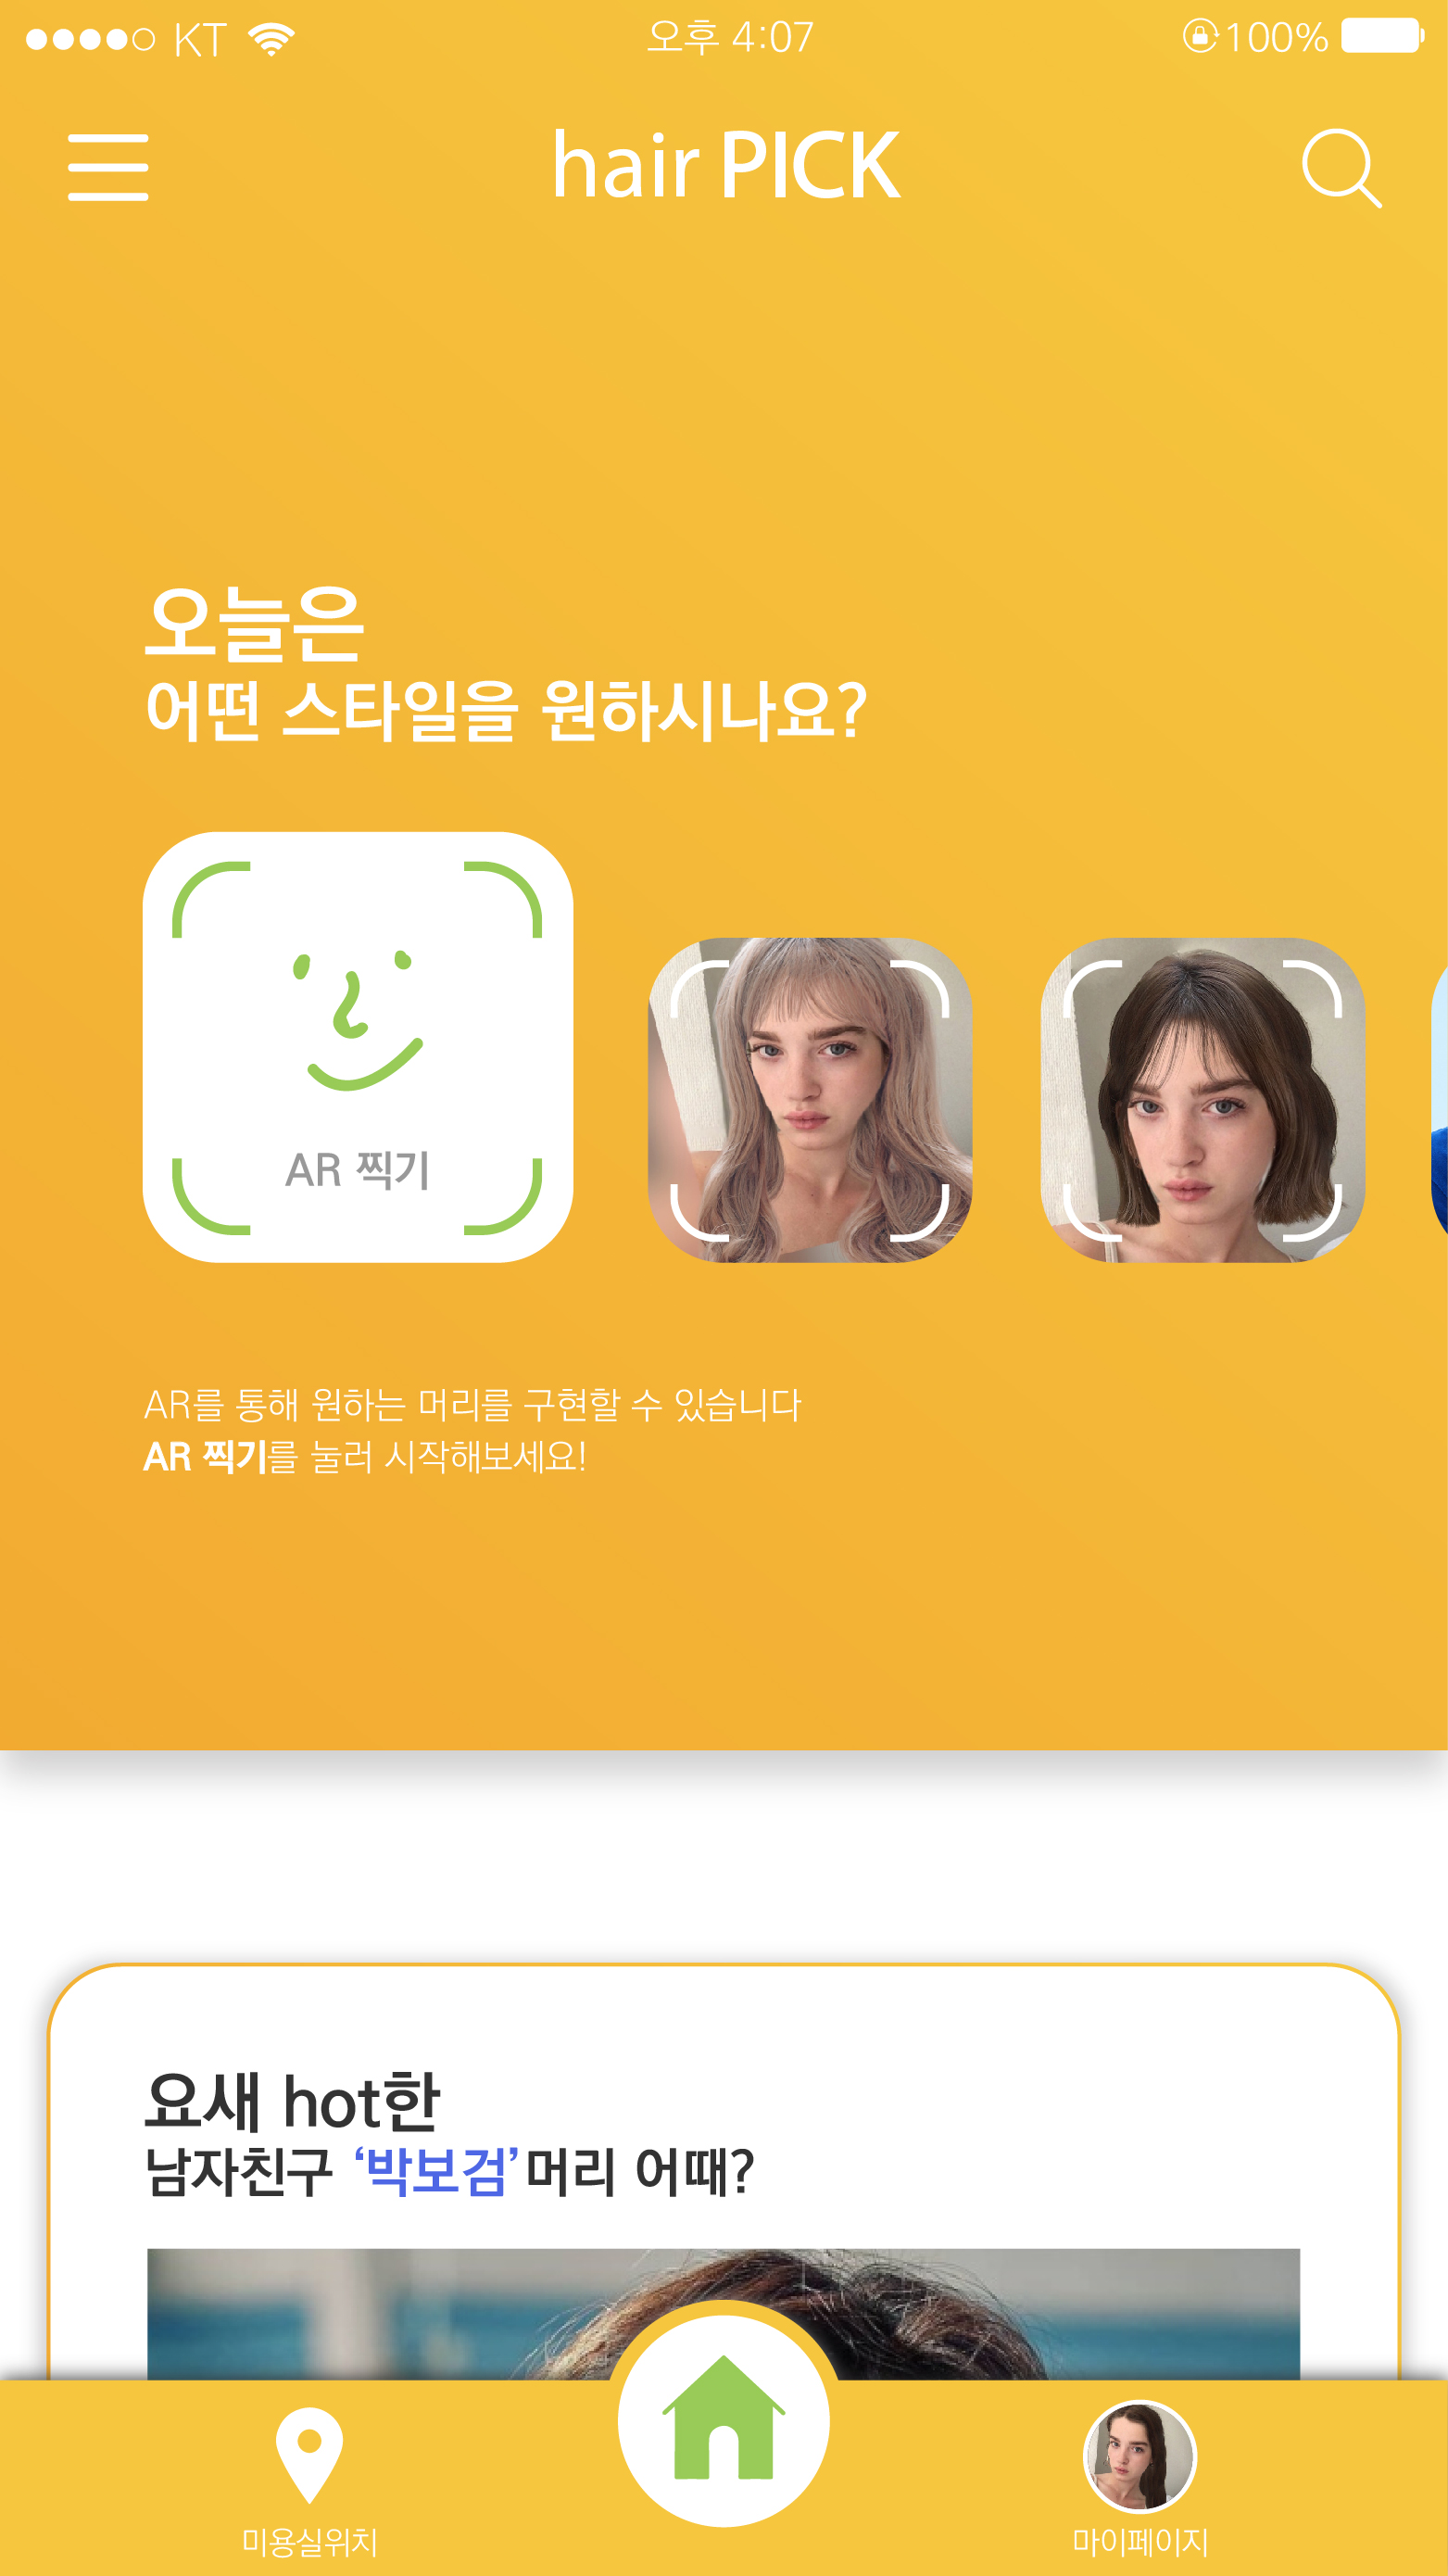 KT 오후 4:07 100%
hair PICK
오늘은
어떤 스타일을 원하시나요?
AR 찍기
AR를 통해 원하는 머리를 구현할 수 있습니다
AR 찍기를 눌러 시작해보세요!
요새 hot한
남자친구 ‘박보검’머리 어때?
미용실위치
마이페이지